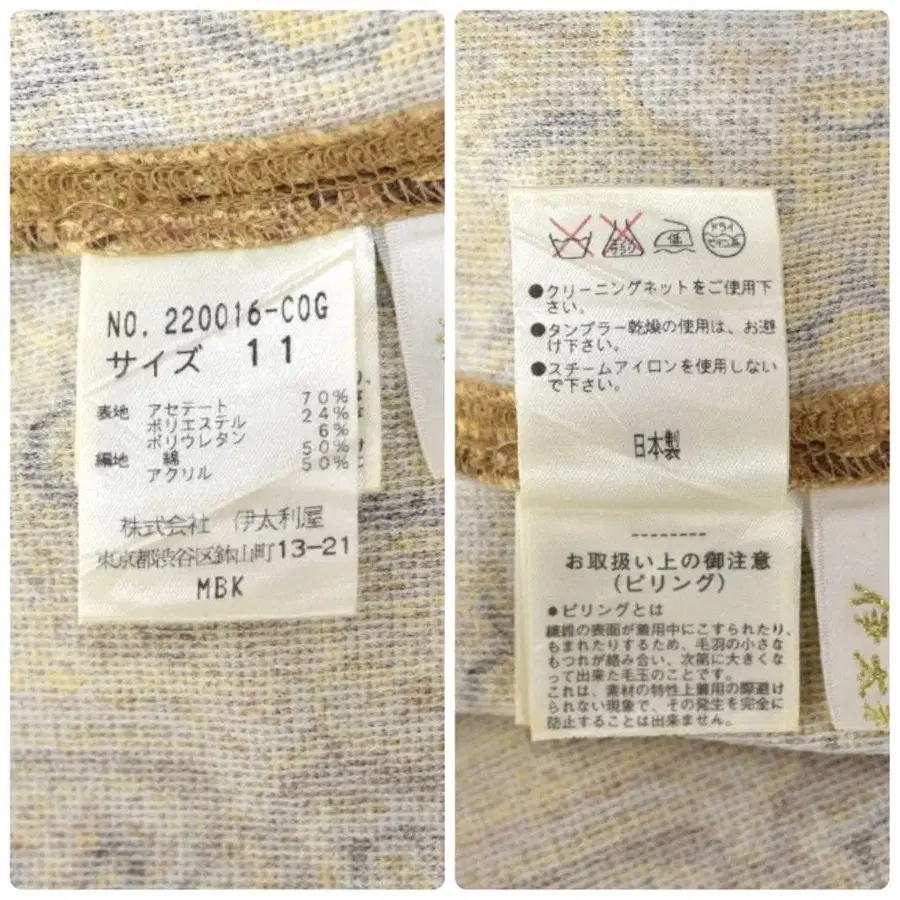 NO. 220016-COG
サイズ 11
表地 アセテート 70%
ポリエステル 24%
ポリウレタン 6%
編地 綿 50%
アクリル 50%
株式会社 伊太利屋
東京都渋谷区鉢山町13-21
MBK
低
ドライ
セキユ系
●クリーニングネットをご使用下
さい。
●タンブラー乾燥の使用は、お避
け下さい。
●スチームアイロンを使用しない
で下さい。
日本製
--------
お取扱い上の御注意
(ピリング)
●ピリングとは
繊維の表面が着用中にこすられたり、
もまれたりするため、毛羽の小さな
もつれが絡み合い、次第に大きくな
って出来た毛玉のことです。
これは、素材の特性上着用の際避け
られない現象で、その発生を完全に
防止することは出来ません。